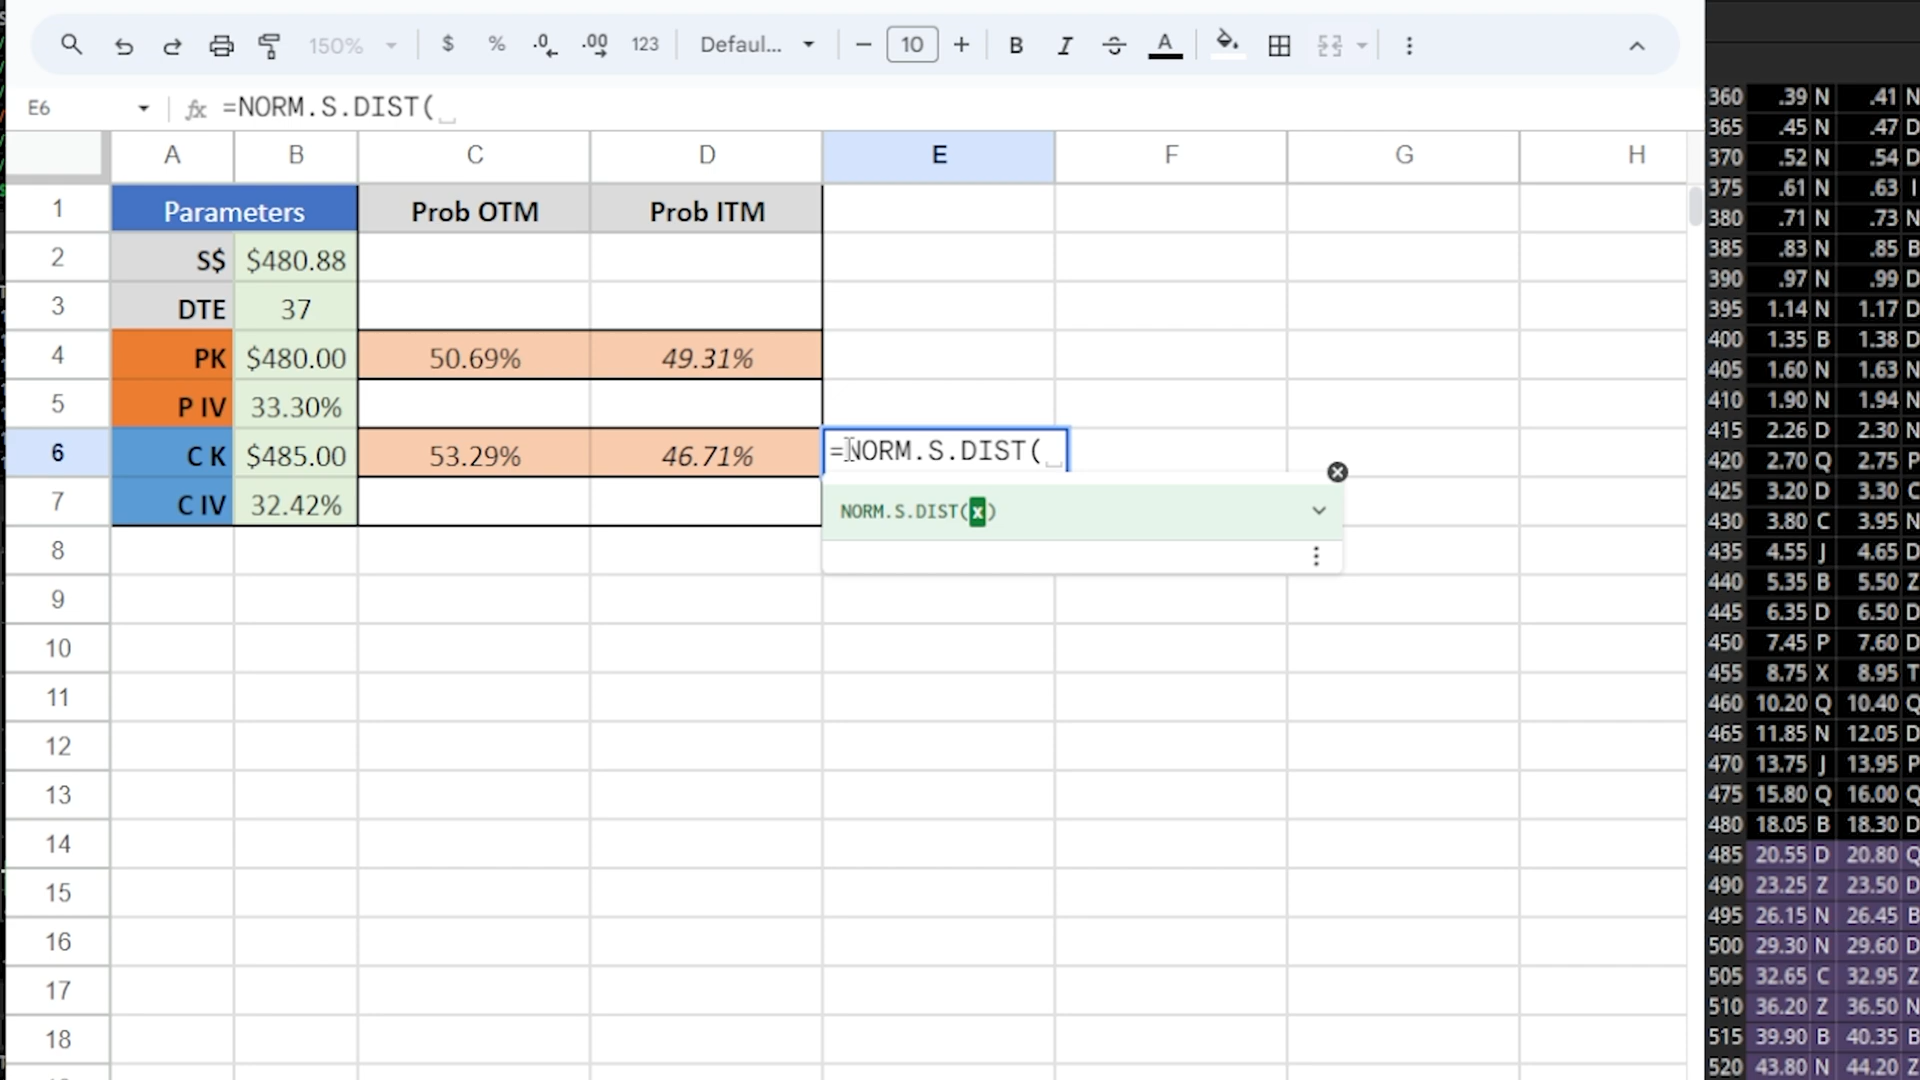 150% $ % .0 .00 123 Defaul... 10 B I A
E6 fx =NORM.S.DIST(
A B C D E F G H
1 Parameters Prob OTM Prob ITM
2 S$ $480.88
3 DTE 37
4 PK $480.00 50.69% 49.31%
5 P IV 33.30%
6 C K $485.00 53.29% 46.71% =NORM.S.DIST(
7 C IV 32.42%
NORM.S.DIST(x)
8
9
10
11
12
13
14
15
16
17
18
360 .39 N .41 N
365 .45 N .47 D
370 .52 N .54 D
375 .61 N .63 I
380 .71 N .73 N
385 .83 N .85 B
390 .97 N .99 D
395 1.14 N 1.17 D
400 1.35 B 1.38 D
405 1.60 N 1.63 N
410 1.90 N 1.94 N
415 2.26 D 2.30 N
420 2.70 Q 2.75 P
425 3.20 D 3.30 C
430 3.80 C 3.95 N
435 4.55 J 4.65 D
440 5.35 B 5.50 Z
445 6.35 D 6.50 D
450 7.45 P 7.60 D
455 8.75 X 8.95 T
460 10.20 Q 10.40 Q
465 11.85 N 12.05 D
470 13.75 J 13.95 P
475 15.80 Q 16.00 Q
480 18.05 B 18.30 D
485 20.55 D 20.80 Q
490 23.25 Z 23.50 D
495 26.15 N 26.45 B
500 29.30 N 29.60 D
505 32.65 C 32.95 Z
510 36.20 Z 36.50 N
515 39.90 B 40.35 B
520 43.80 N 44.20 Z